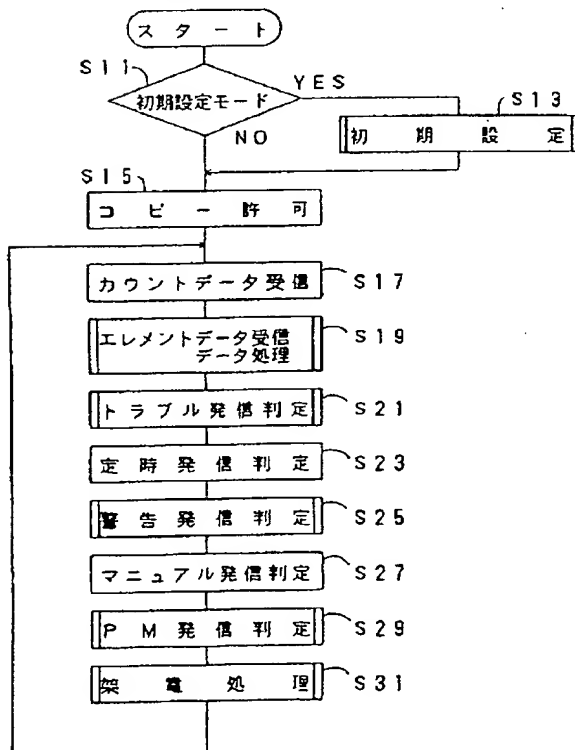 スタート
S11
初期設定モード
YES
NO
S13
初期設定
S15
コピー許可
カウントデータ受信
S17
エレメントデータ受信
データ処理
S19
トラブル発信判定
S21
定時発信判定
S23
警告発信判定
S25
マニュアル発信判定
S27
PM発信判定
S29
架電処理
S31